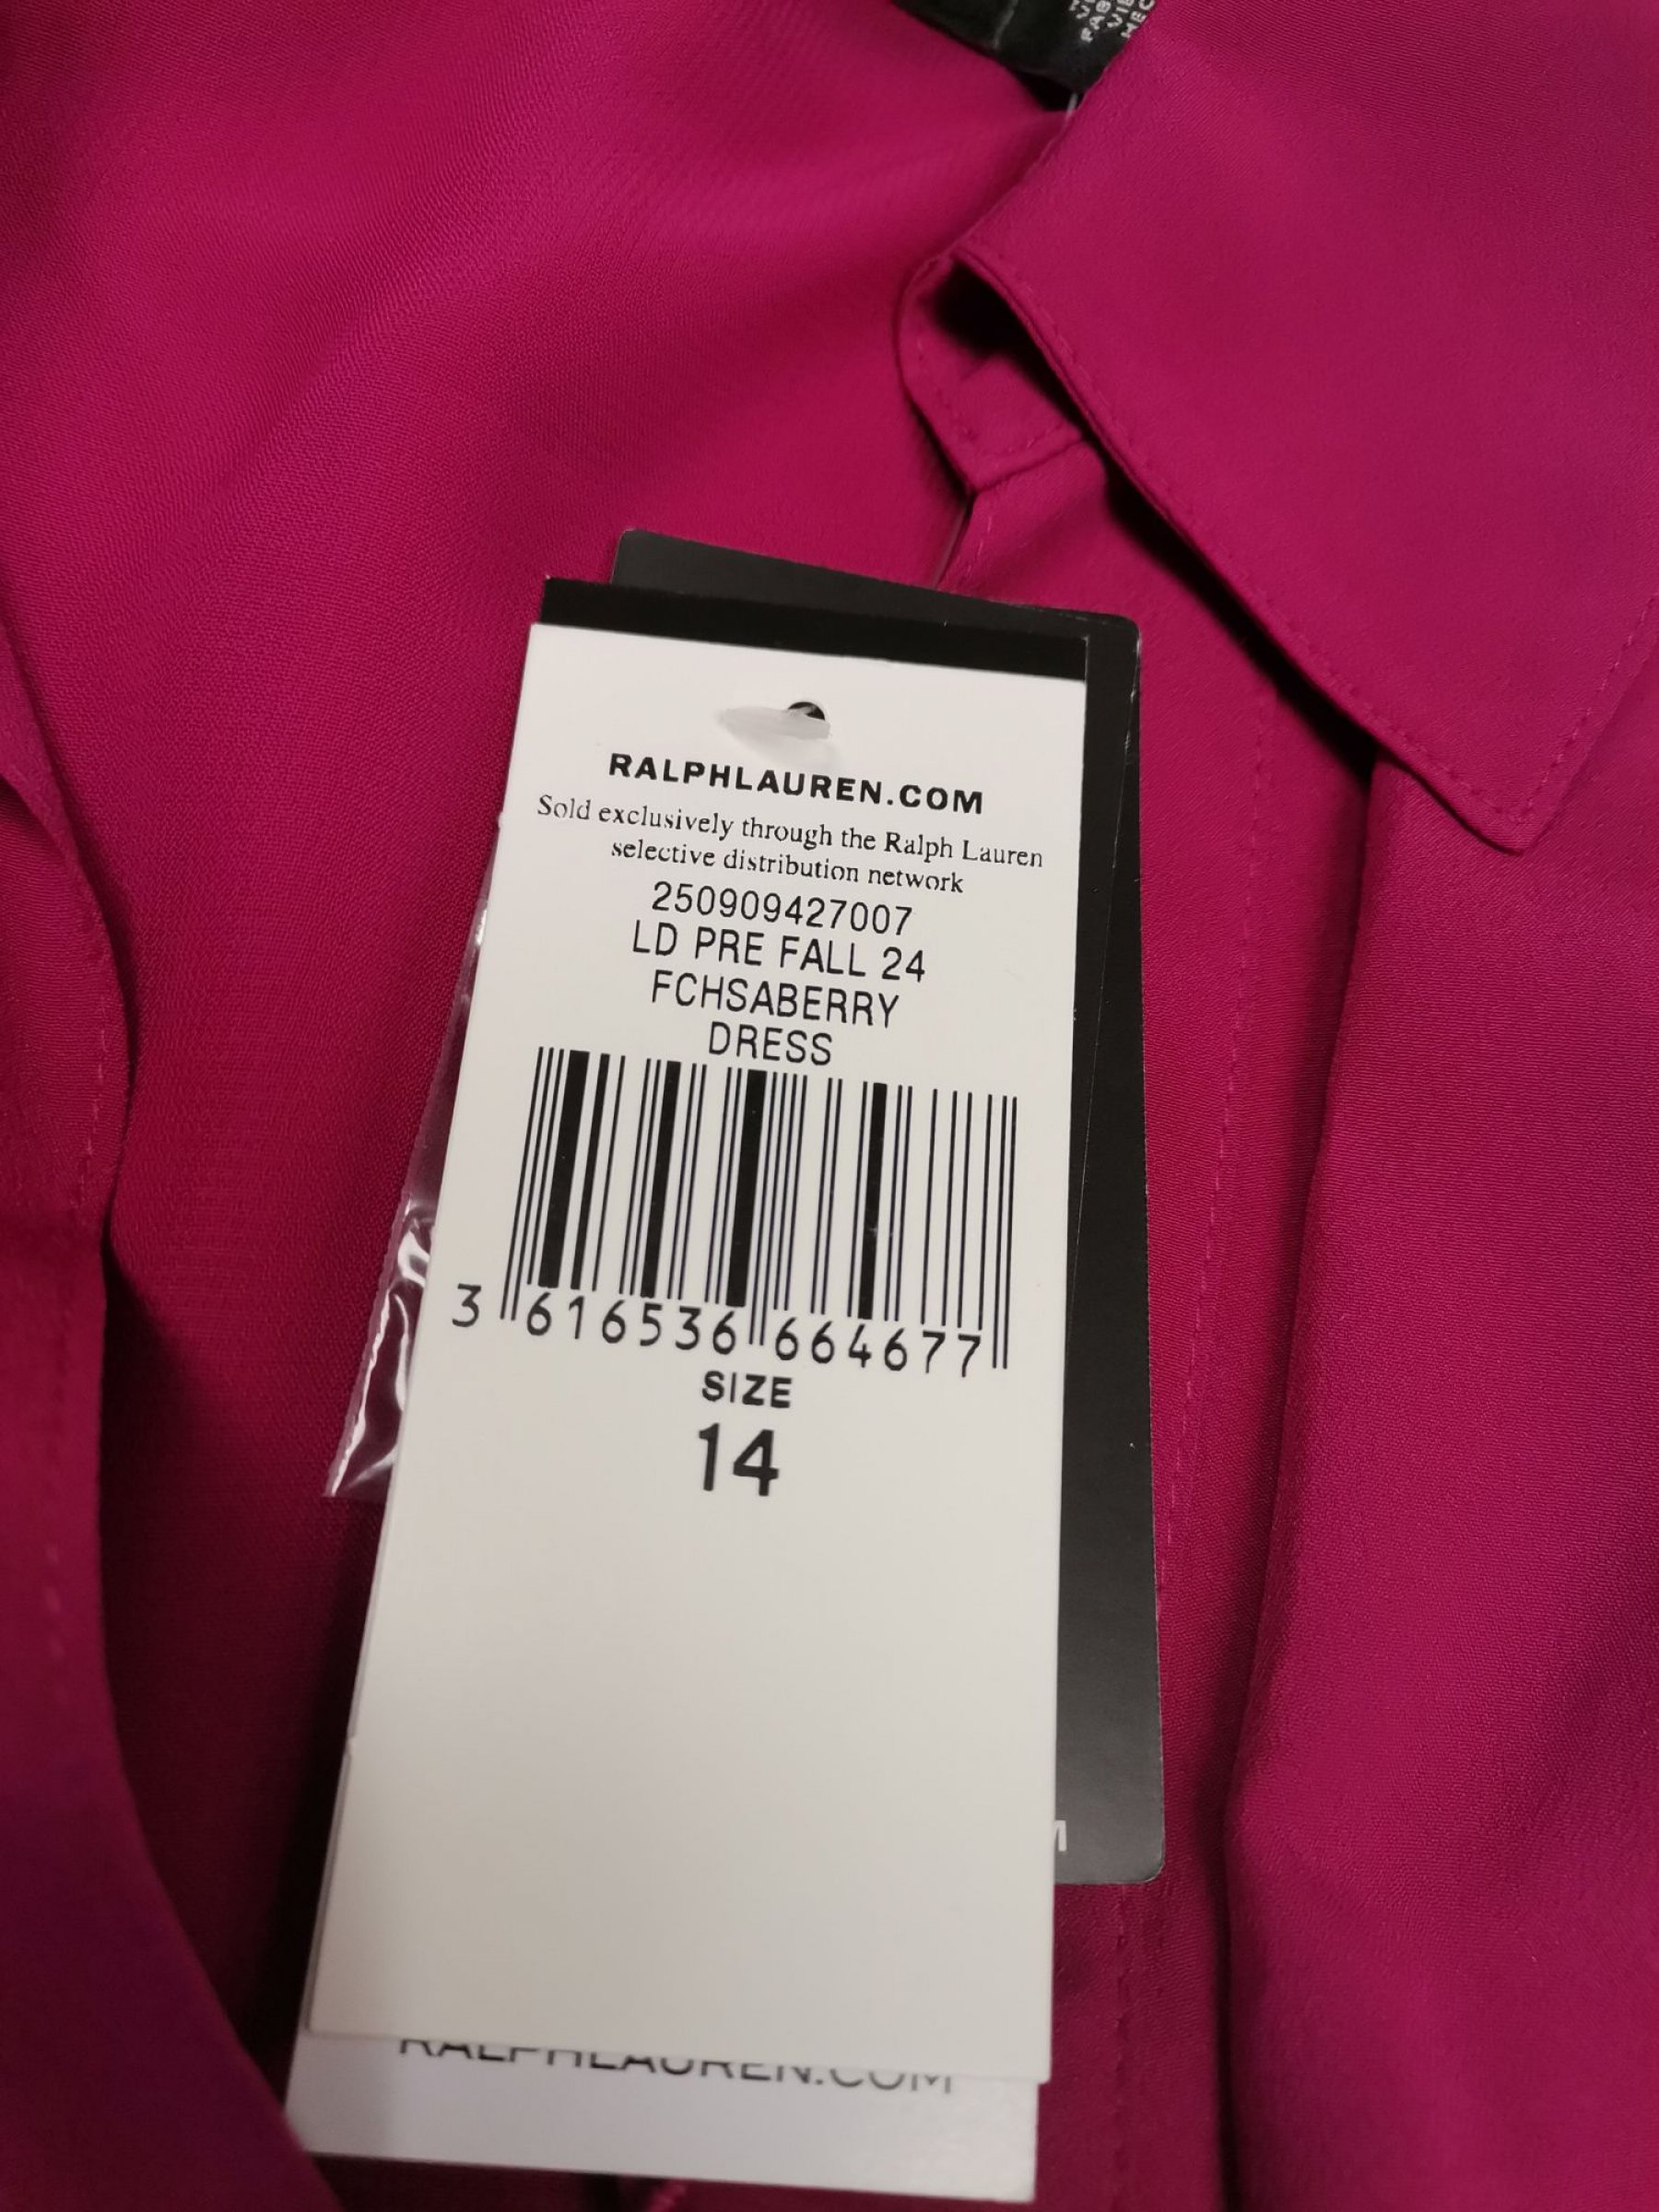 RALPHLAUREN.COM
Sold exclusively through the Ralph Lauren
selective distribution network
250909427007
LD PRE FALL 24
FCHSABERRY
DRESS
3 616536 664677
SIZE
14
RALPHLAUREN.COM